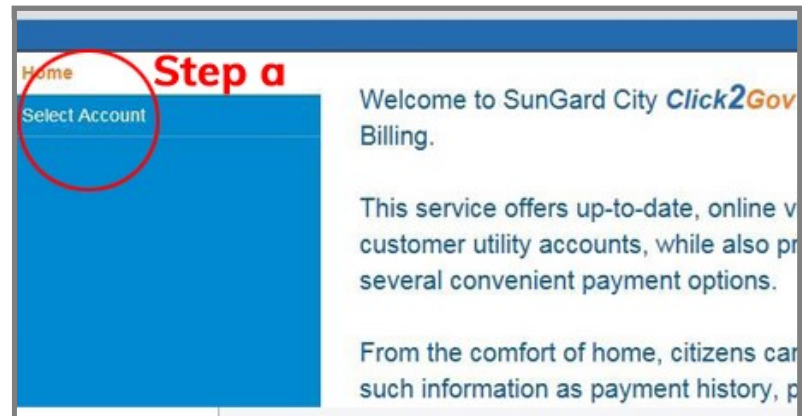 Home
Step a
Select Account
Welcome to SunGard City Click2Gov
Billing.
This service offers up-to-date, online v
customer utility accounts, while also pr
several convenient payment options.
From the comfort of home, citizens can
such information as payment history, p